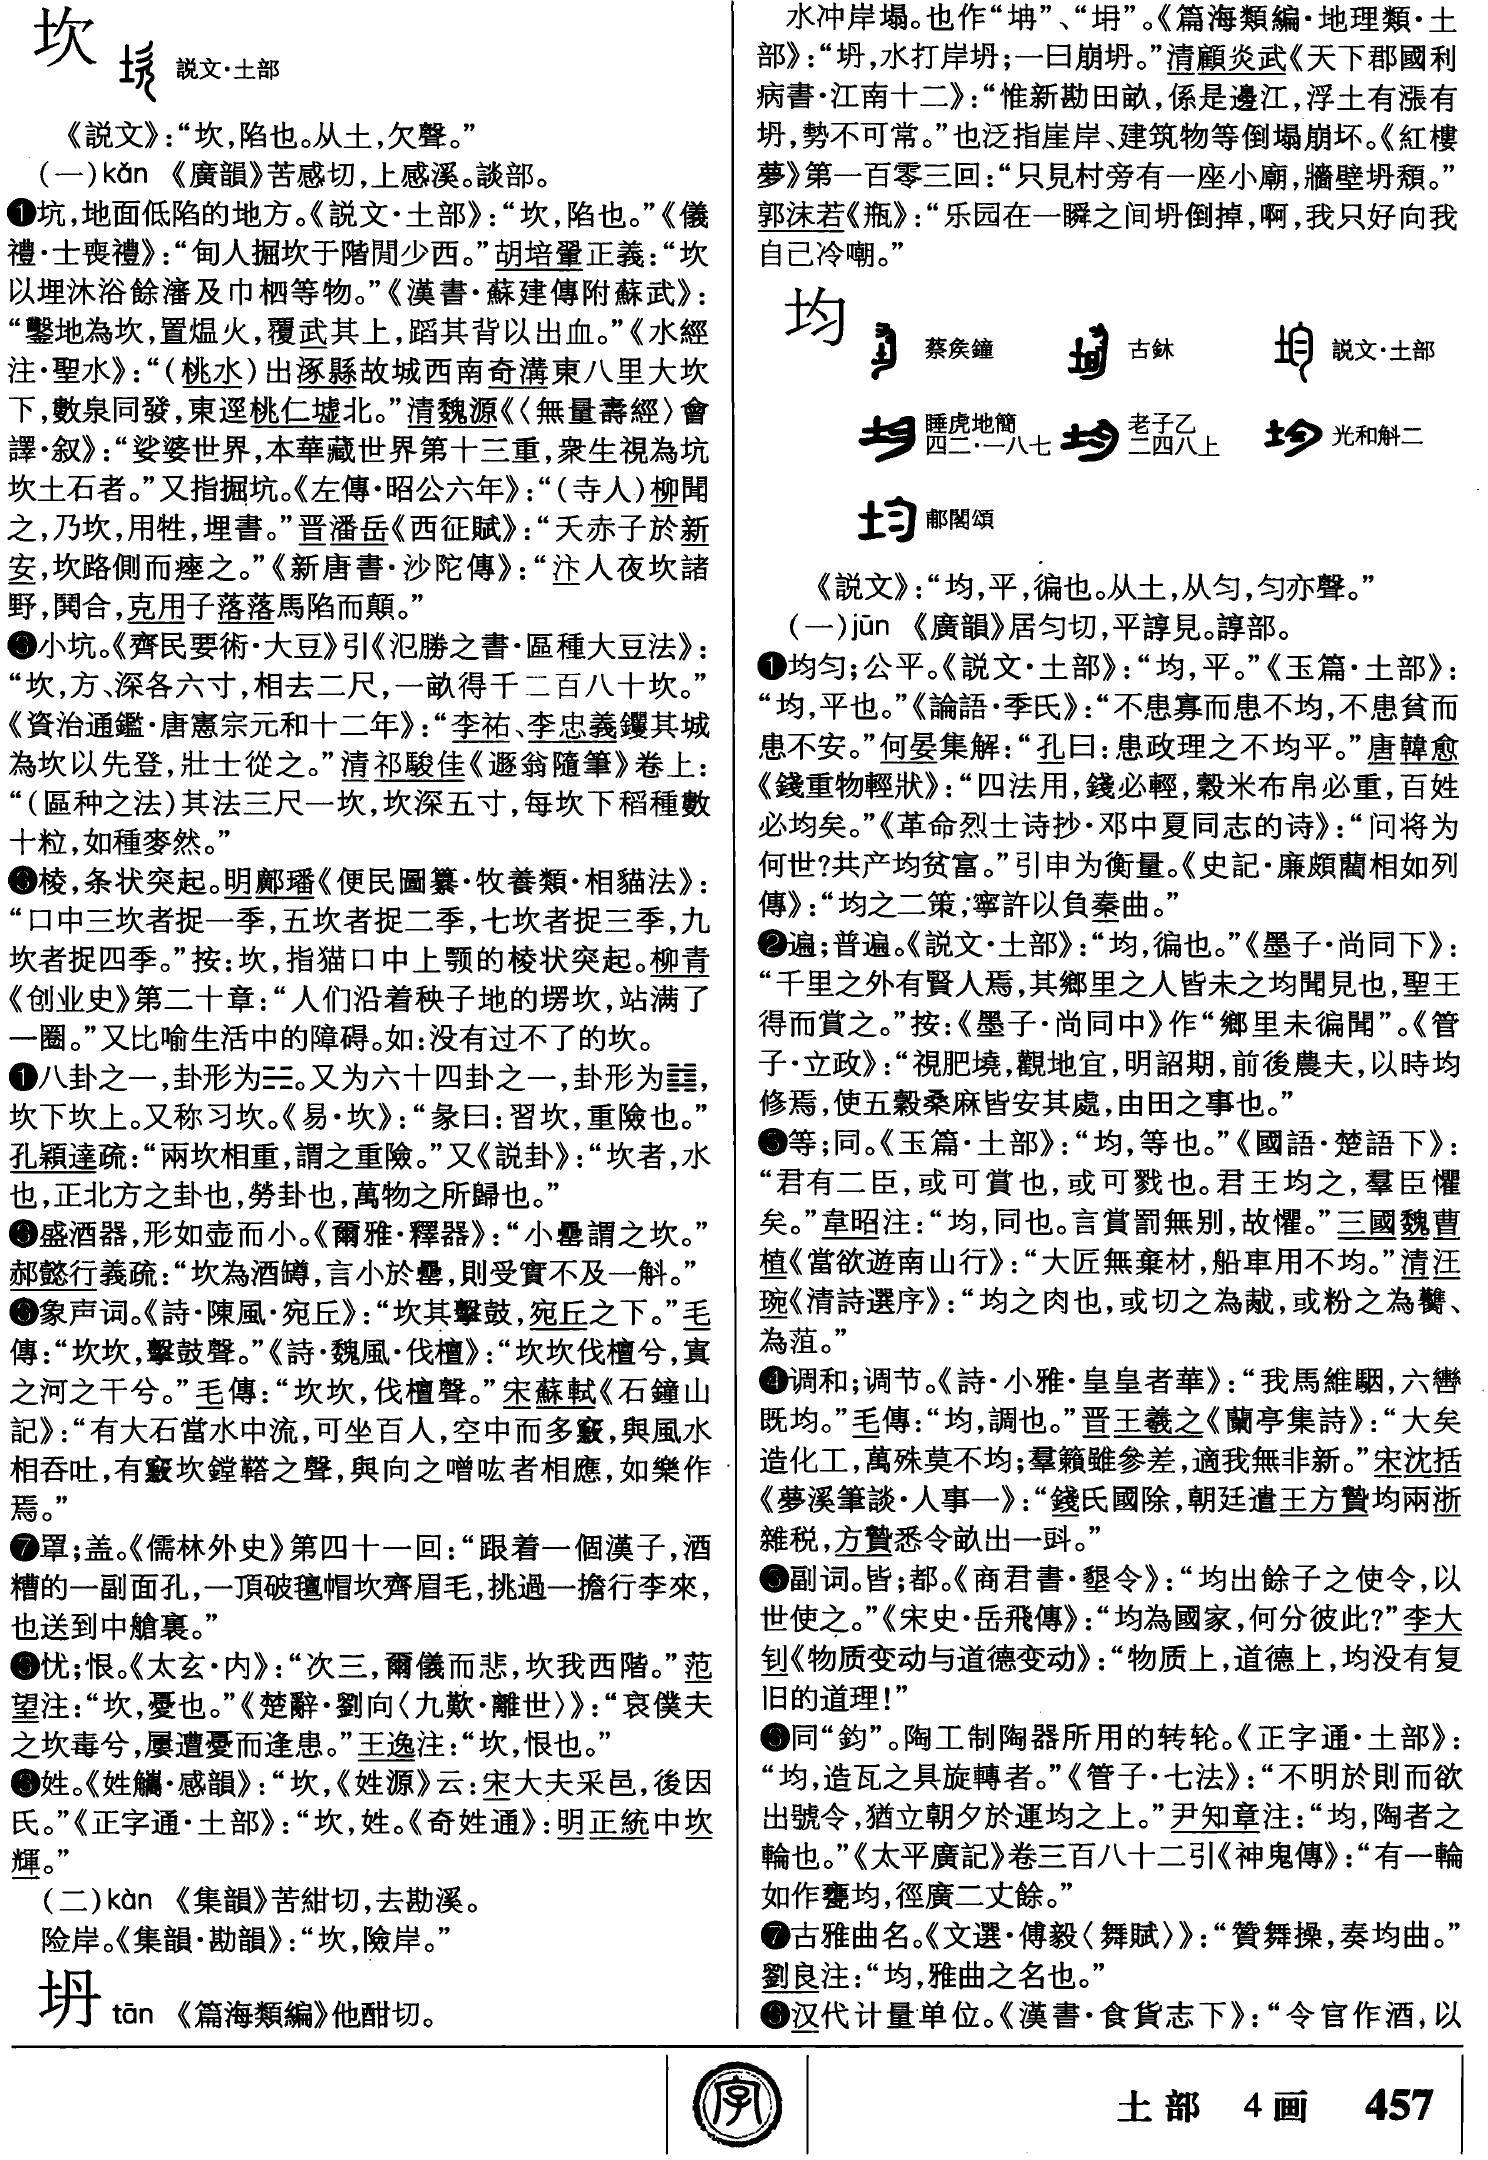 坎 説文·土部
《説文》：“坎，陷也。从土，欠聲。”
(一)kǎn 《廣韻》苦感切，上感溪。談部。
❶坑，地面低陷的地方。《説文·土部》：“坎，陷也。”《儀
禮·士喪禮》：“甸人掘坎于階間少西。”胡培翬正義：“坎
以埋沐浴餘潘及巾柶等物。”《漢書·蘇建傳附蘇武》：
“鑿地為坎，置熅火，覆武其上，蹈其背以出血。”《水經
注·聖水》：“(桃水)出涿縣故城西南奇溝東八里大坎
下，數泉同發，東逕桃仁墟北。”清魏源《〈無量壽經〉會
譯·叙》：“娑婆世界，本華藏世界第十三重，衆生視為坑
坎土石者。”又指掘坑。《左傳·昭公六年》：“(寺人)柳聞
之，乃坎，用牲，埋書。”晋潘岳《西征賦》：“夭赤子於新
安，坎路側而瘞之。”《新唐書·沙陀傳》：“汴人夜坎諸
野，鬨合，克用子落落馬陷而顛。”
小坑。《齊民要術·大豆》引《氾勝之書·區種大豆法》：
“坎，方、深各六寸，相去二尺，一畝得千二百八十坎。”
《資治通鑑·唐憲宗元和十二年》：“李祐、李忠義钁其城
為坎以先登，壯士從之。”清祁駿佳《遯翁隨筆》卷上：
“(區种之法)其法三尺一坎，坎深五寸，每坎下稻種數
十粒，如種麥然。”
棱，条状突起。明鄺璠《便民圖纂·牧養類·相貓法》：
“口中三坎者捉一季，五坎者捉二季，七坎者捉三季，九
坎者捉四季。”按：坎，指猫口中上颚的棱状突起。柳青
《创业史》第二十章：“人们沿着秧子地的塄坎，站满了
一圈。”又比喻生活中的障碍。如：没有过不了的坎。
八卦之一，卦形为☵。又为六十四卦之一，卦形为䷜，
坎下坎上。又称习坎。《易·坎》：“彖曰：習坎，重險也。”
孔穎達疏：“兩坎相重，謂之重險。”又《説卦》：“坎者，水
也，正北方之卦也，勞卦也，萬物之所歸也。”
盛酒器，形如壶而小。《爾雅·釋器》：“小罍謂之坎。”
郝懿行義疏：“坎為酒罇，言小於罍，則受實不及一斛。”
象声词。《詩·陳風·宛丘》：“坎其擊鼓，宛丘之下。”毛
傳：“坎坎，擊鼓聲。”《詩·魏風·伐檀》：“坎坎伐檀兮，寘
之河之干兮。”毛傳：“坎坎，伐檀聲。”宋蘇軾《石鐘山
記》：“有大石當水中流，可坐百人，空中而多竅，與風水
相吞吐，有窾坎鏜鞳之聲，與向之噌吰者相應，如樂作
焉。”
❼罩；盖。《儒林外史》第四十一回：“跟着一個漢子，酒
糟的一副面孔，一頂破氊帽坎齊眉毛，挑過一擔行李來，
也送到中艙裏。”
忧；恨。《太玄·内》：“次三，爾儀而悲，坎我西階。”范
望注：“坎，憂也。”《楚辭·劉向〈九歎·離世〉》：“哀僕夫
之坎毒兮，屢遭憂而逢患。”王逸注：“坎，恨也。”
姓。《姓觿·感韻》：“坎，《姓源》云：宋大夫采邑，後因
氏。”《正字通·土部》：“坎，姓。《奇姓通》：明正統中坎
輝。”
(二)kàn 《集韻》苦紺切，去勘溪。
险岸。《集韻·勘韻》：“坎，險岸。”
坍 tān 《篇海類編》他酣切。
水冲岸塌。也作“坤”、“坍”。《篇海類編·地理類·土
部》：“坍，水打岸坍；一曰崩坍。”清顧炎武《天下郡國利
病書·江南十二》：“惟新勘田畝，係是邊江，浮土有漲有
坍，勢不可常。”也泛指崖岸、建筑物等倒塌崩坏。《紅樓
夢》第一百零三回：“只見村旁有一座小廟，牆壁坍頽。”
郭沫若《瓶》：“乐园在一瞬之间坍倒掉，啊，我只好向我
自己冷嘲。”
均 蔡矦鐘 古鉥 説文·土部
睡虎地簡四二·一八七 老子乙二四八上 光和斛二
郙閣頌
《説文》：“均，平，徧也。从土，从匀，匀亦聲。”
(一)jūn 《廣韻》居匀切，平諄見。諄部。
❶均匀；公平。《説文·土部》：“均，平。”《玉篇·土部》：
“均，平也。”《論語·季氏》：“不患寡而患不均，不患貧而
患不安。”何晏集解：“孔曰：患政理之不均平。”唐韓愈
《錢重物輕狀》：“四法用，錢必輕，穀米布帛必重，百姓
必均矣。”《革命烈士诗抄·邓中夏同志的诗》：“问将为
何世?共产均贫富。”引申为衡量。《史記·廉頗藺相如列
傳》：“均之二策，寧許以負秦曲。”
❷遍；普遍。《説文·土部》：“均，徧也。”《墨子·尚同下》：
“千里之外有賢人焉，其鄉里之人皆未之均聞見也，聖王
得而賞之。”按：《墨子·尚同中》作“鄉里未徧聞”。《管
子·立政》：“視肥墝，觀地宜，明詔期，前後農夫，以時均
修焉，使五穀桑麻皆安其處，由田之事也。”
等；同。《玉篇·土部》：“均，等也。”《國語·楚語下》：
“君有二臣，或可賞也，或可戮也。君王均之，羣臣懼
矣。”韋昭注：“均，同也。言賞罰無别，故懼。”三國魏曹
植《當欲遊南山行》：“大匠無棄材，船車用不均。”清汪
琬《清詩選序》：“均之肉也，或切之為胾，或粉之為臡、
為菹。”
❹调和；调节。《詩·小雅·皇皇者華》：“我馬維駰，六轡
既均。”毛傳：“均，調也。”晋王羲之《蘭亭集詩》：“大矣
造化工，萬殊莫不均；羣籟雖參差，適我無非新。”宋沈括
《夢溪筆談·人事一》：“錢氏國除，朝廷遣王方贄均兩浙
雜税，方贄悉令畝出一㪷。”
❺副词。皆；都。《商君書·墾令》：“均出餘子之使令，以
世使之。”《宋史·岳飛傳》：“均為國家，何分彼此?”李大
钊《物质变动与道德变动》：“物质上，道德上，均没有复
旧的道理!”
❻同“鈞”。陶工制陶器所用的转轮。《正字通·土部》：
“均，造瓦之具旋轉者。”《管子·七法》：“不明於則而欲
出號令，猶立朝夕於運均之上。”尹知章注：“均，陶者之
輪也。”《太平廣記》卷三百八十二引《神鬼傳》：“有一輪
如作甕均，徑廣二丈餘。”
❼古雅曲名。《文選·傅毅〈舞賦〉》：“贊舞操，奏均曲。”
劉良注：“均，雅曲之名也。”
汉代计量单位。《漢書·食貨志下》：“令官作酒，以
字
土部 4画 457